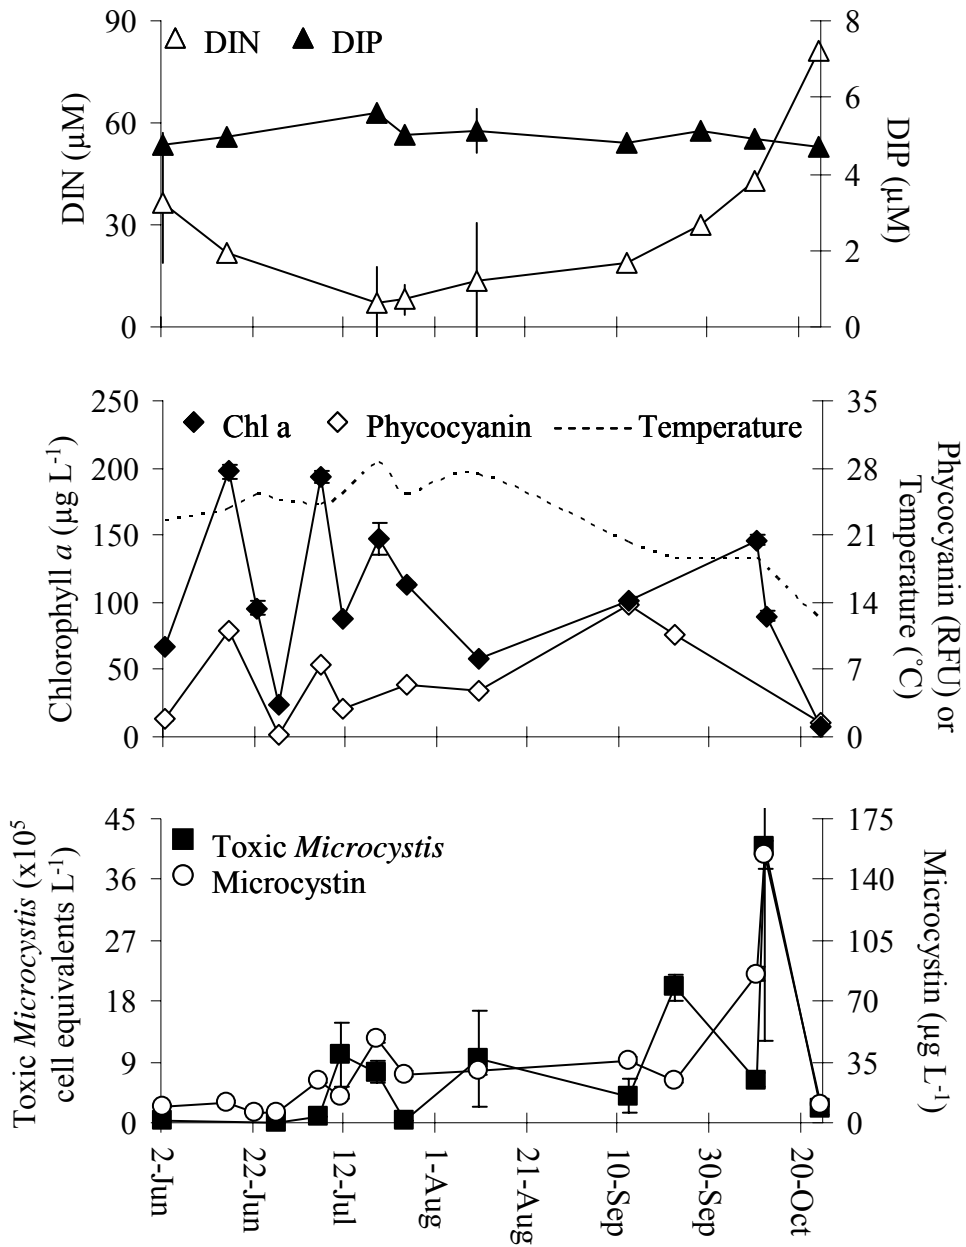 90
60
30
0
DIN (µM)
DIN
DIP
8
6
4
2
0
DIP (µM)
250
200
150
100
50
0
Chlorophyll a (µg L⁻¹)
Chl a
Phycocyanin
Temperature
35
28
21
14
7
0
Phycocyanin (RFU) or
Temperature (˚C)
45
36
27
18
9
0
Toxic Microcystis (x10⁵
cell equivalents L⁻¹)
Toxic Microcystis
Microcystin
175
140
105
70
35
0
Microcystin (µg L⁻¹)
2-Jun
22-Jun
12-Jul
1-Aug
21-Aug
10-Sep
30-Sep
20-Oct